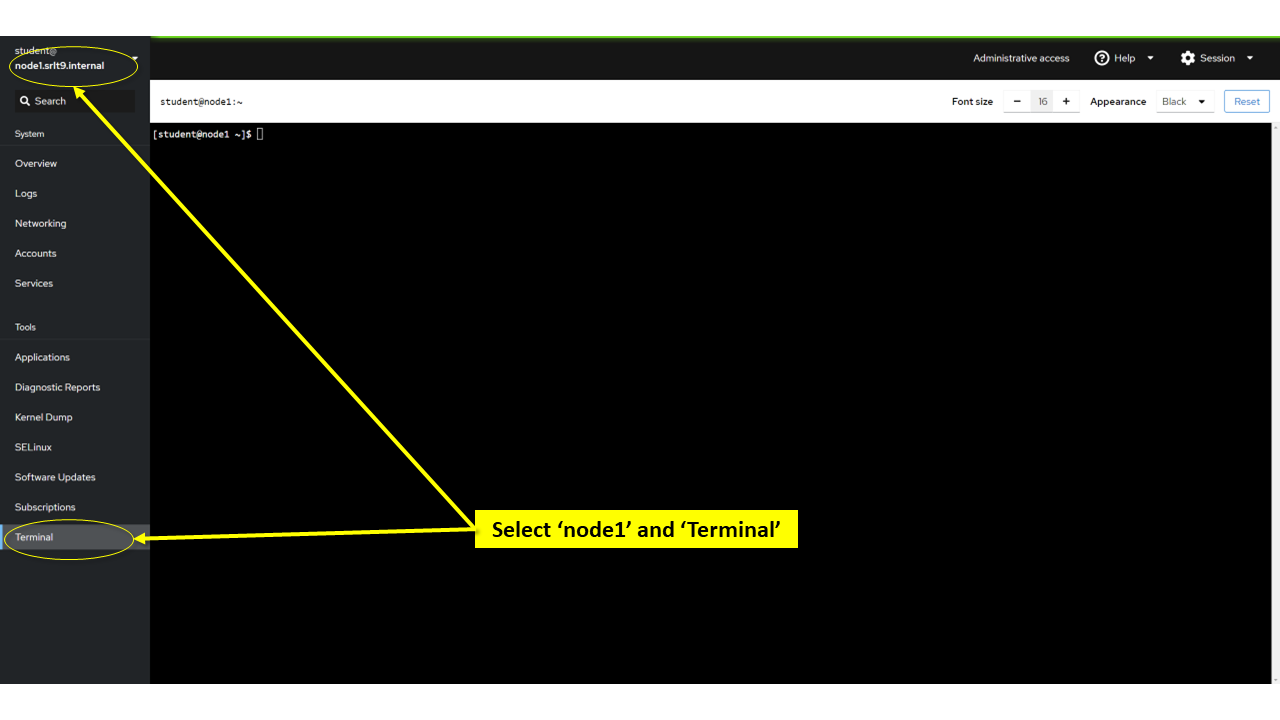 student@
node1.srlt9.internal
Administrative access
Help
Session
Search
student@node1:~
Font size
16
Appearance
Black
Reset
System
[student@node1 ~]$
Overview
Logs
Networking
Accounts
Services
Tools
Applications
Diagnostic Reports
Kernel Dump
SELinux
Software Updates
Subscriptions
Terminal
Select ‘node1’ and ‘Terminal’